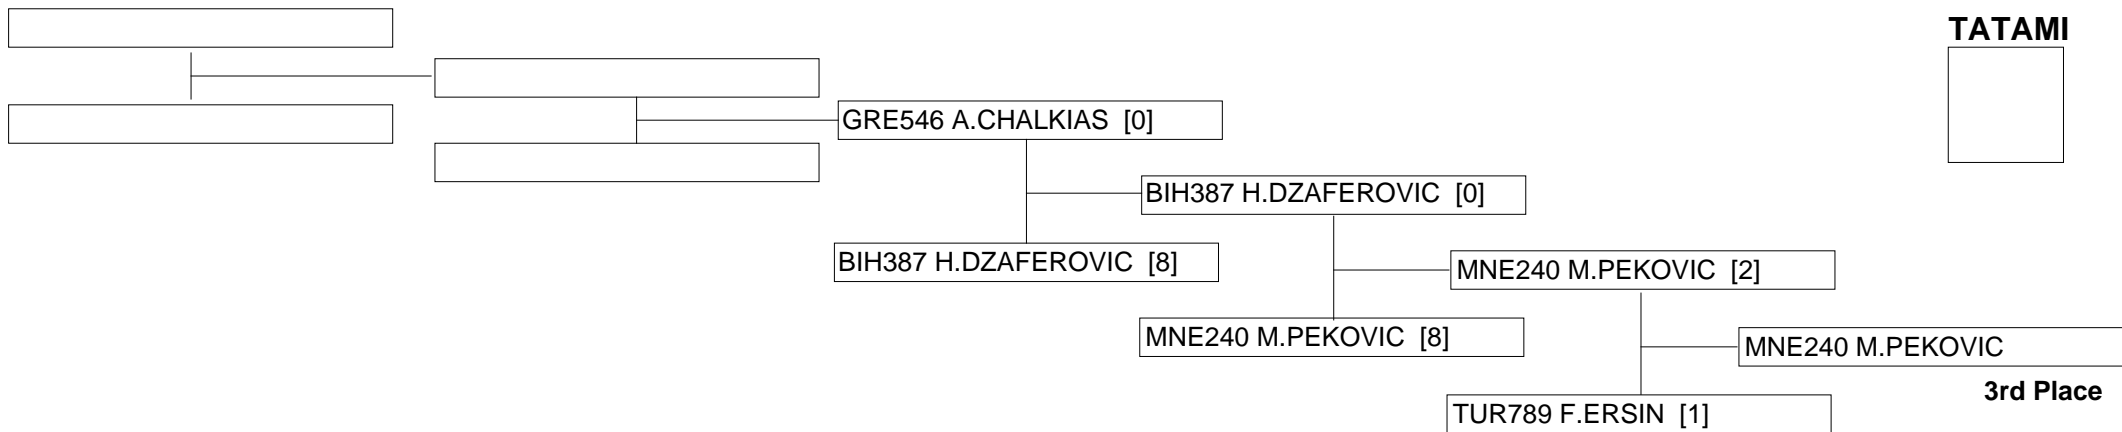 TATAMI
GRE546 A.CHALKIAS [0]
BIH387 H.DZAFEROVIC [0]
BIH387 H.DZAFEROVIC [8]
MNE240 M.PEKOVIC [2]
MNE240 M.PEKOVIC [8]
MNE240 M.PEKOVIC
3rd Place
TUR789 F.ERSIN [1]